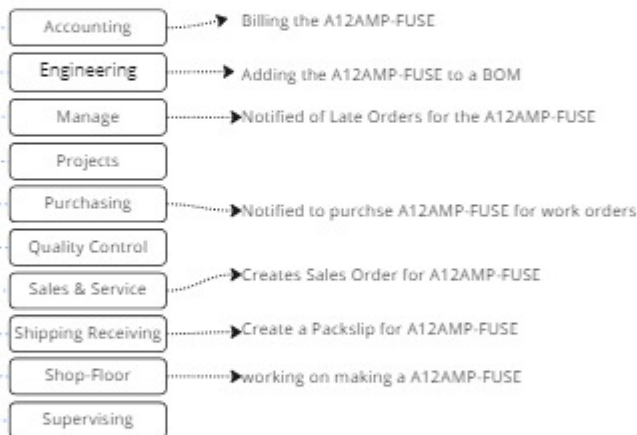 Accounting Billing the A12AMP-FUSE
Engineering Adding the A12AMP-FUSE to a BOM
Manage Notified of Late Orders for the A12AMP-FUSE
Projects
Purchasing Notified to purchse A12AMP-FUSE for work orders
Quality Control
Sales & Service Creates Sales Order for A12AMP-FUSE
Shipping Receiving Create a Packslip for A12AMP-FUSE
Shop-Floor working on making a A12AMP-FUSE
Supervising